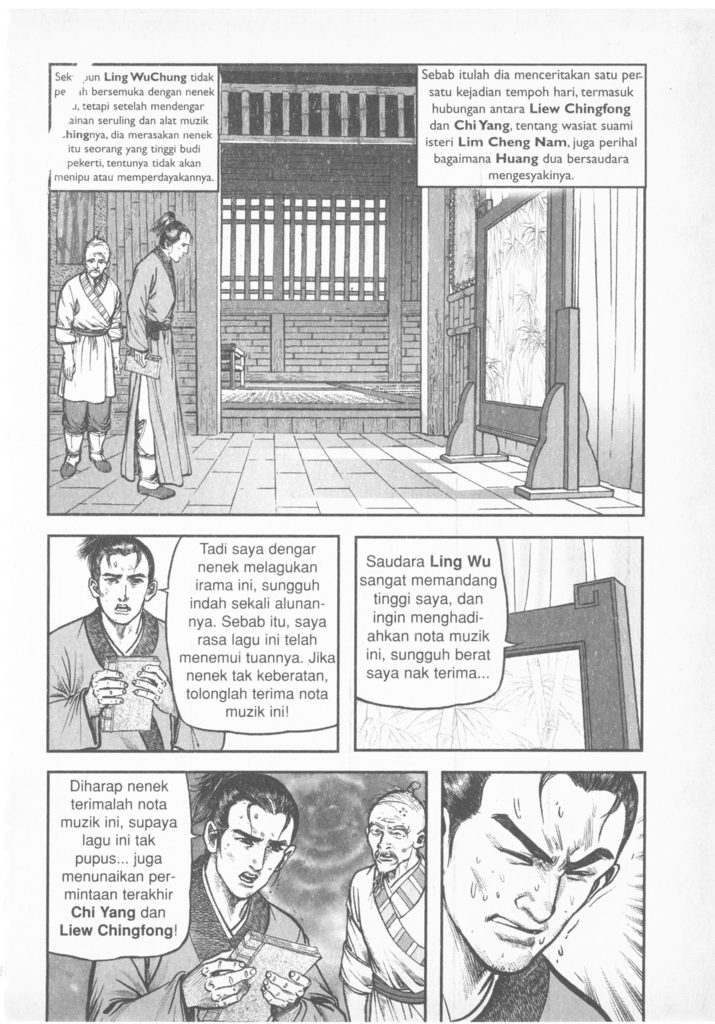 Ling WuChung tidak
bersemuka dengan nenek
tetapi setelah mendengar
seruling dan alat muzik
dia merasakan nenek
itu seorang yang tinggi budi
pekerti, tentunya tidak akan
menipu atau memperdayakannya.
Sebab itulah dia menceritakan satu per-
satu kejadian tempoh hari, termasuk
hubungan antara Liew Chingfong
dan Chi Yang, tentang wasiat suami
isteri Lim Cheng Nam, juga perihal
bagaimana Huang dua bersaudara
mengesyakinya.
Tadi saya dengar
nenek melagukan
irama ini, sungguh
indah sekali alunan-
nya. Sebab itu, saya
rasa lagu ini telah
menemui tuannya. Jika
nenek tak keberatan,
tolonglah terima nota
muzik ini!
Saudara Ling Wu
sangat memandang
tinggi saya, dan
ingin menghadi-
ahkan nota muzik
ini, sungguh berat
saya nak terima...
Diharap nenek
terimalah nota
muzik ini, supaya
lagu ini tak
pupus... juga
menunaikan per-
mintaan terakhir
Chi Yang dan
Liew Chingfong!